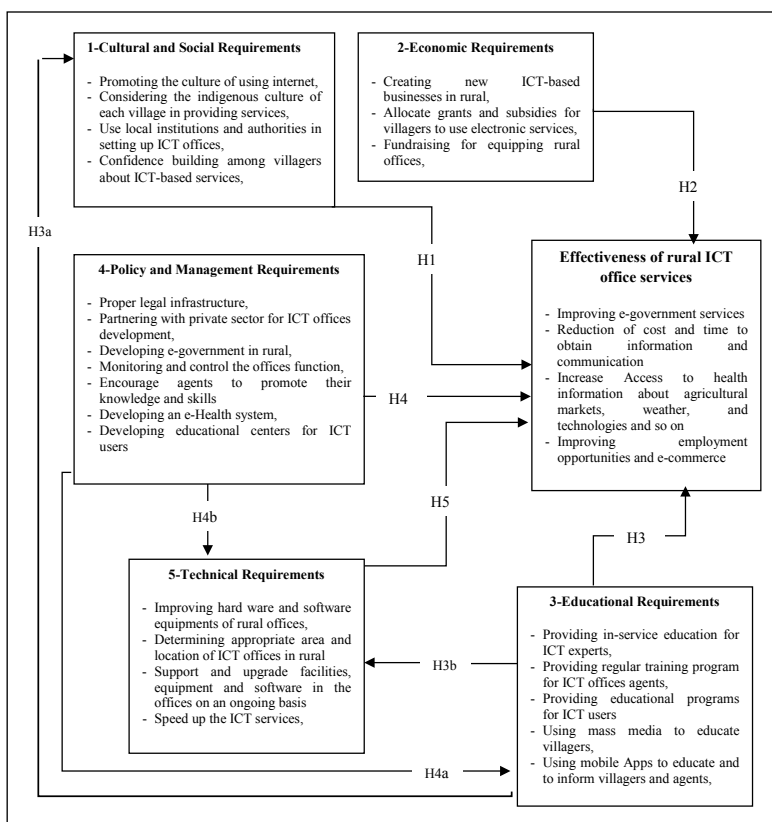 1-Cultural and Social Requirements
- Promoting the culture of using internet,
- Considering the indigenous culture of
each village in providing services,
- Use local institutions and authorities in
setting up ICT offices,
- Confidence building among villagers
about ICT-based services,
2-Economic Requirements
- Creating new ICT-based
businesses in rural,
- Allocate grants and subsidies for
villagers to use electronic services,
- Fundraising for equipping rural
offices,
H2
H3a
H1
4-Policy and Management Requirements
- Proper legal infrastructure,
- Partnering with private sector for ICT offices
development,
- Developing e-government in rural,
- Monitoring and control the offices function,
- Encourage agents to promote their
knowledge and skills
- Developing an e-Health system,
- Developing educational centers for ICT
users
Effectiveness of rural ICT
office services
- Improving e-government services
- Reduction of cost and time to
obtain information and
communication
- Increase Access to health
information about agricultural
markets, weather, and
technologies and so on
- Improving employment
opportunities and e-commerce
H4
H4b
H5
H3
5-Technical Requirements
- Improving hard ware and software
equipments of rural offices,
- Determining appropriate area and
location of ICT offices in rural
- Support and upgrade facilities,
equipment and software in the
offices on an ongoing basis
- Speed up the ICT services,
H3b
3-Educational Requirements
- Providing in-service education for
ICT experts,
- Providing regular training program
for ICT offices agents,
- Providing educational programs
for ICT users
- Using mass media to educate
villagers,
- Using mobile Apps to educate and
to inform villagers and agents,
H4a